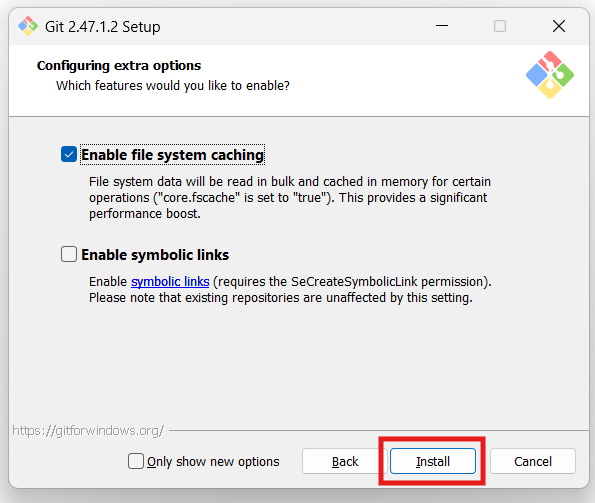 Git 2.47.1.2 Setup
Configuring extra options
Which features would you like to enable?
Enable file system caching
File system data will be read in bulk and cached in memory for certain
operations ("core.fscache" is set to "true"). This provides a significant
performance boost.
Enable symbolic links
Enable symbolic links (requires the SeCreateSymbolicLink permission).
Please note that existing repositories are unaffected by this setting.
https://gitforwindows.org/
Only show new options Back Install Cancel